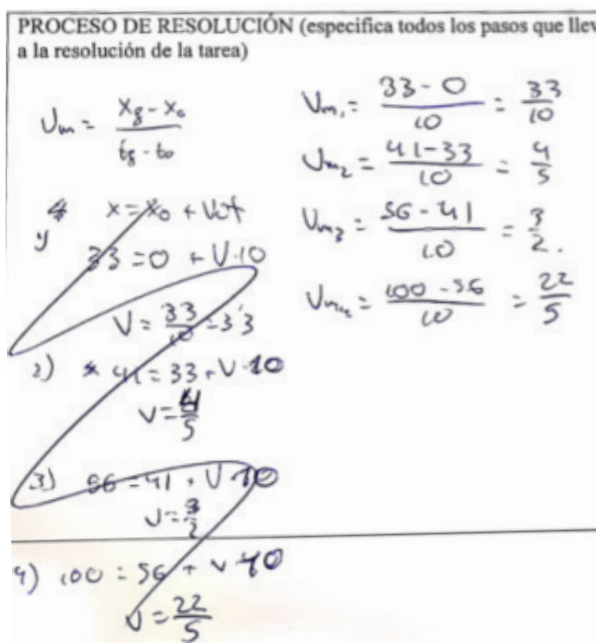 PROCESO DE RESOLUCIÓN (especifica todos los pasos que llev
a la resolución de la tarea)
Vm = (xf - x0) / (tf - t0)
x = x0 + V0t
33 = 0 + V·10
V = 33/10 = 3'3
2) 41 = 33 + V·10
V = 4/5
3) 56 = 41 + V·10
V = 3/2
4) 100 = 56 + V·10
V = 22/5
Vm1 = (33 - 0) / 10 = 33/10
Vm2 = (41 - 33) / 10 = 4/5
Vm3 = (56 - 41) / 10 = 3/2.
Vm4 = (100 - 56) / 10 = 22/5